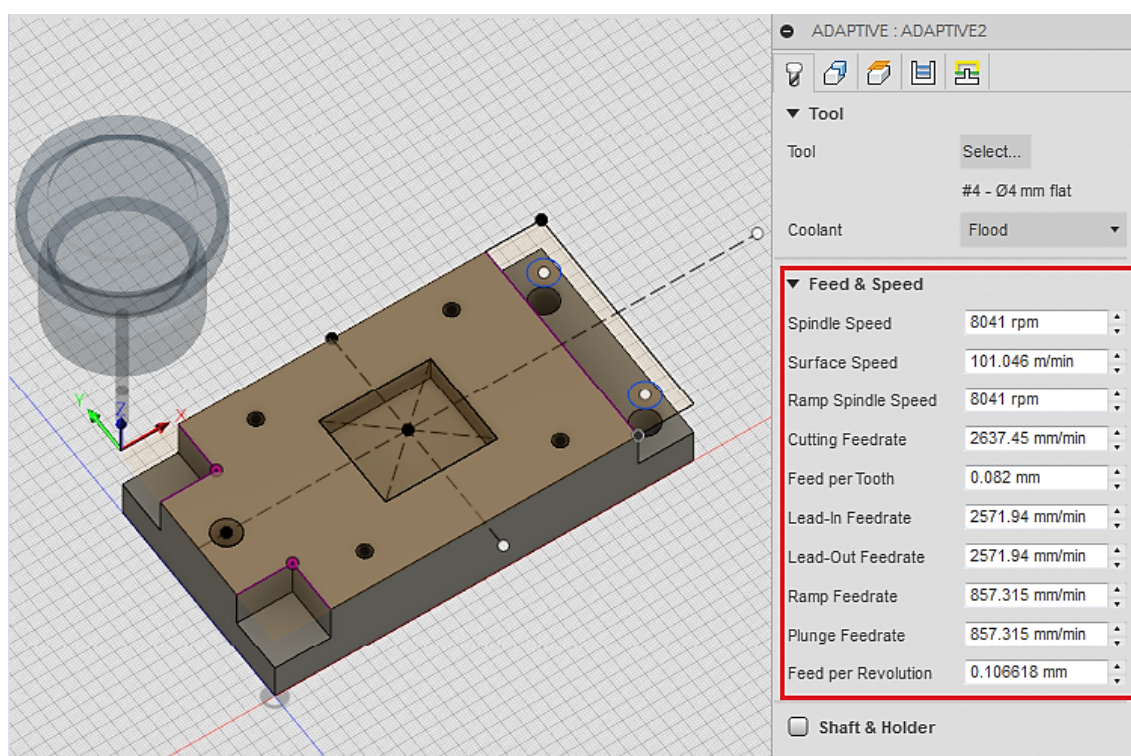 ADAPTIVE : ADAPTIVE2
Tool
Tool Select...
#4 - Ø4 mm flat
Coolant Flood
Feed & Speed
Spindle Speed 8041 rpm
Surface Speed 101.046 m/min
Ramp Spindle Speed 8041 rpm
Cutting Feedrate 2637.45 mm/min
Feed per Tooth 0.082 mm
Lead-In Feedrate 2571.94 mm/min
Lead-Out Feedrate 2571.94 mm/min
Ramp Feedrate 857.315 mm/min
Plunge Feedrate 857.315 mm/min
Feed per Revolution 0.106618 mm
Shaft & Holder
Y
Z
X